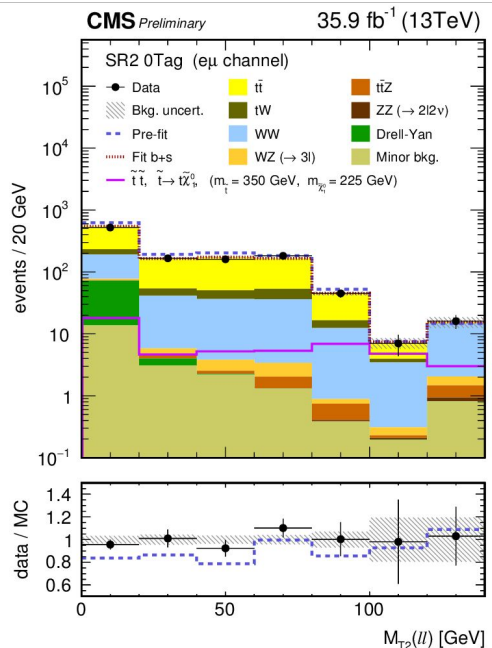 CMS Preliminary 35.9 fb⁻¹ (13TeV)
SR2 0Tag (eμ channel)
Data
tt̄
tt̄Z
Bkg. uncert.
tW
ZZ (→ 2l2ν)
Pre-fit
WW
Drell-Yan
Fit b+s
WZ (→ 3l)
Minor bkg.
t̃ t̃, t̃→ tχ̃⁰₁, (m_t̃ = 350 GeV, m_χ̃⁰₁ = 225 GeV)
events / 20 GeV
10⁵
10⁴
10³
10²
10
1
10⁻¹
data / MC
1.4
1.2
1
0.8
0.6
0 50 100
M_T2(ll) [GeV]